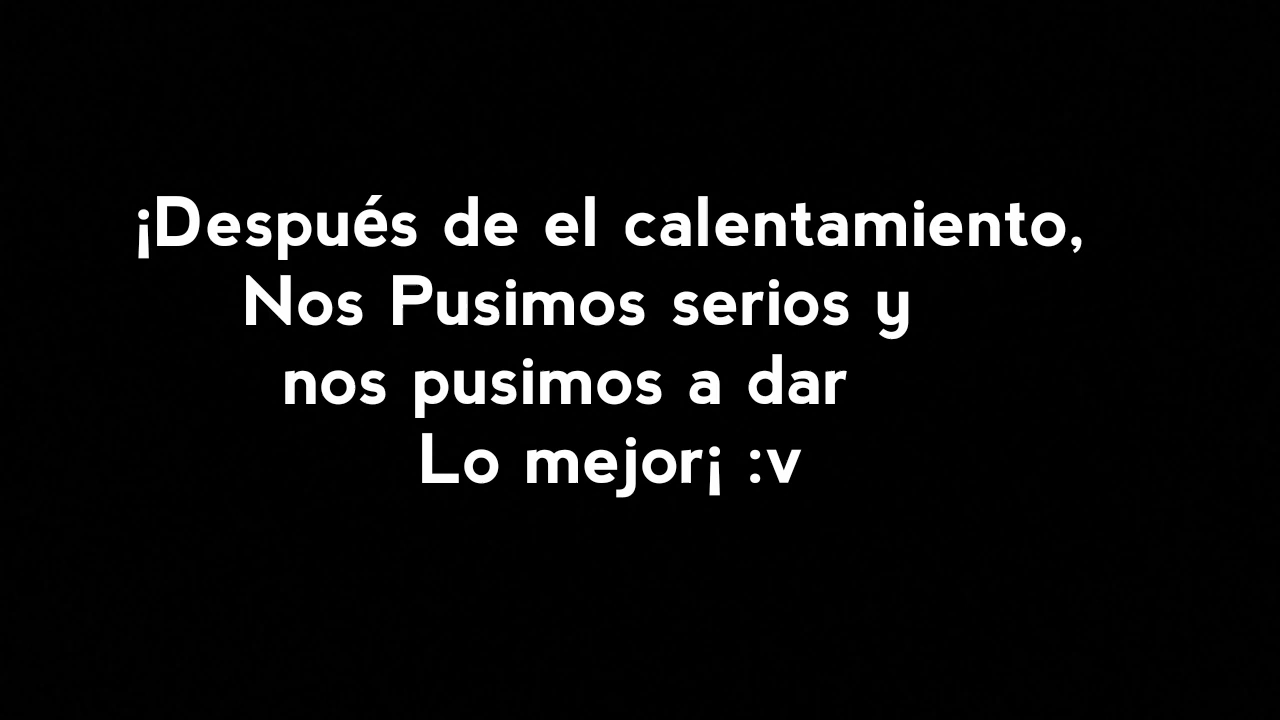 ¡Después de el calentamiento,
Nos Pusimos serios y
nos pusimos a dar
Lo mejor¡ :v